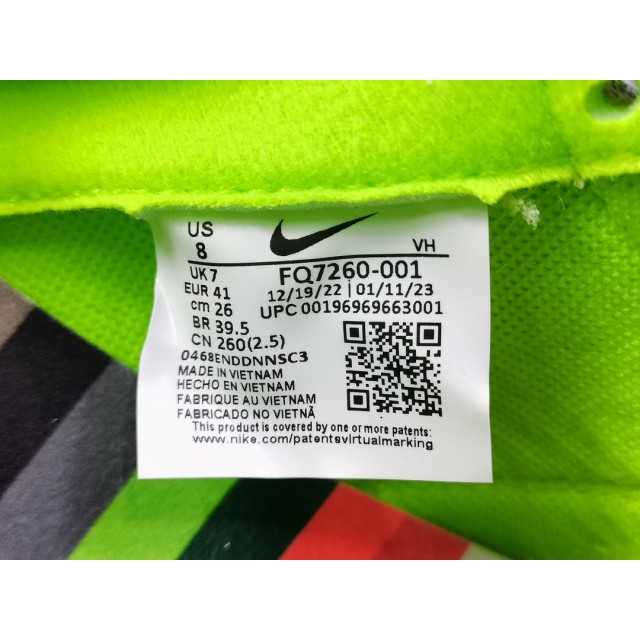 US
8
VH
UK 7
FQ7260-001
EUR 41
12/19/22 | 01/11/23
cm 26
UPC 00196969663001
BR 39.5
CN 260(2.5)
0468ENDDNNSC3
MADE IN VIETNAM
HECHO EN VIETNAM
FABRIQUE AU VIETNAM
FABRICADO NO VIETNÃ
This product is covered by one or more patents:
www.nike.com/patentsvirtualmarking